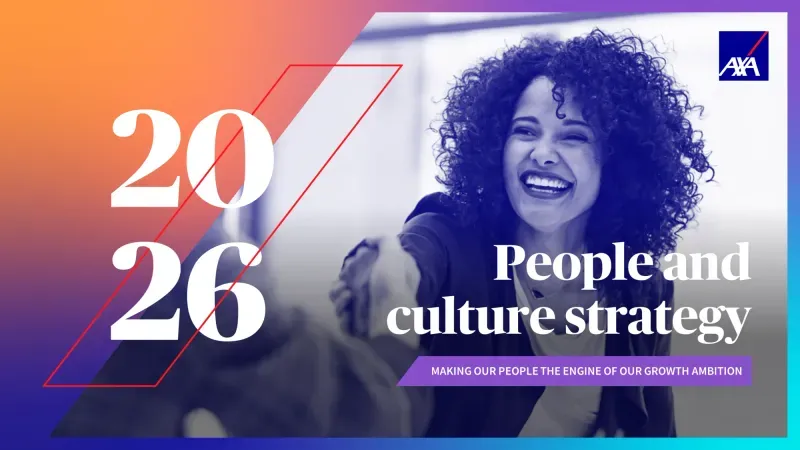 20
26
AXA
People and
culture strategy
MAKING OUR PEOPLE THE ENGINE OF OUR GROWTH AMBITION